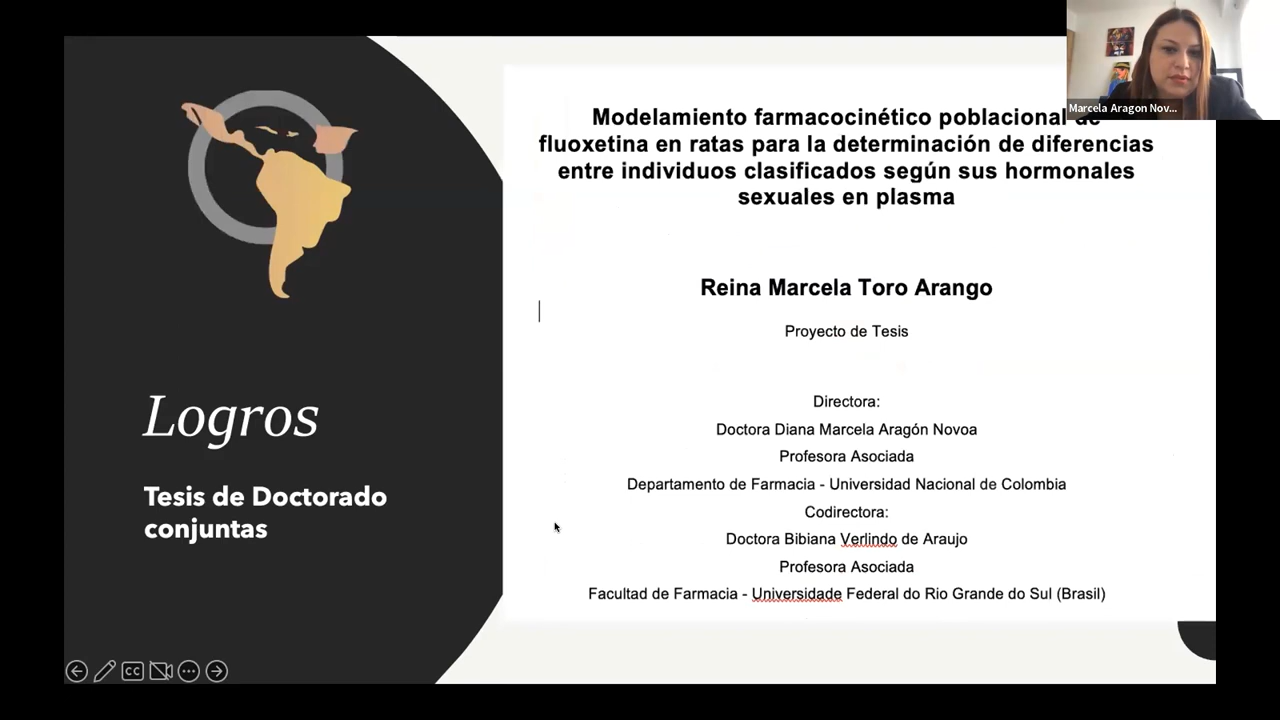 Marcela Aragon Nov...
Modelamiento farmacocinético poblacional de
fluoxetina en ratas para la determinación de diferencias
entre individuos clasificados según sus hormonales
sexuales en plasma
Reina Marcela Toro Arango
Proyecto de Tesis
Directora:
Doctora Diana Marcela Aragón Novoa
Profesora Asociada
Departamento de Farmacia - Universidad Nacional de Colombia
Codirectora:
Doctora Bibiana Verlindo de Araujo
Profesora Asociada
Facultad de Farmacia - Universidade Federal do Rio Grande do Sul (Brasil)
Logros
Tesis de Doctorado
conjuntas
CC